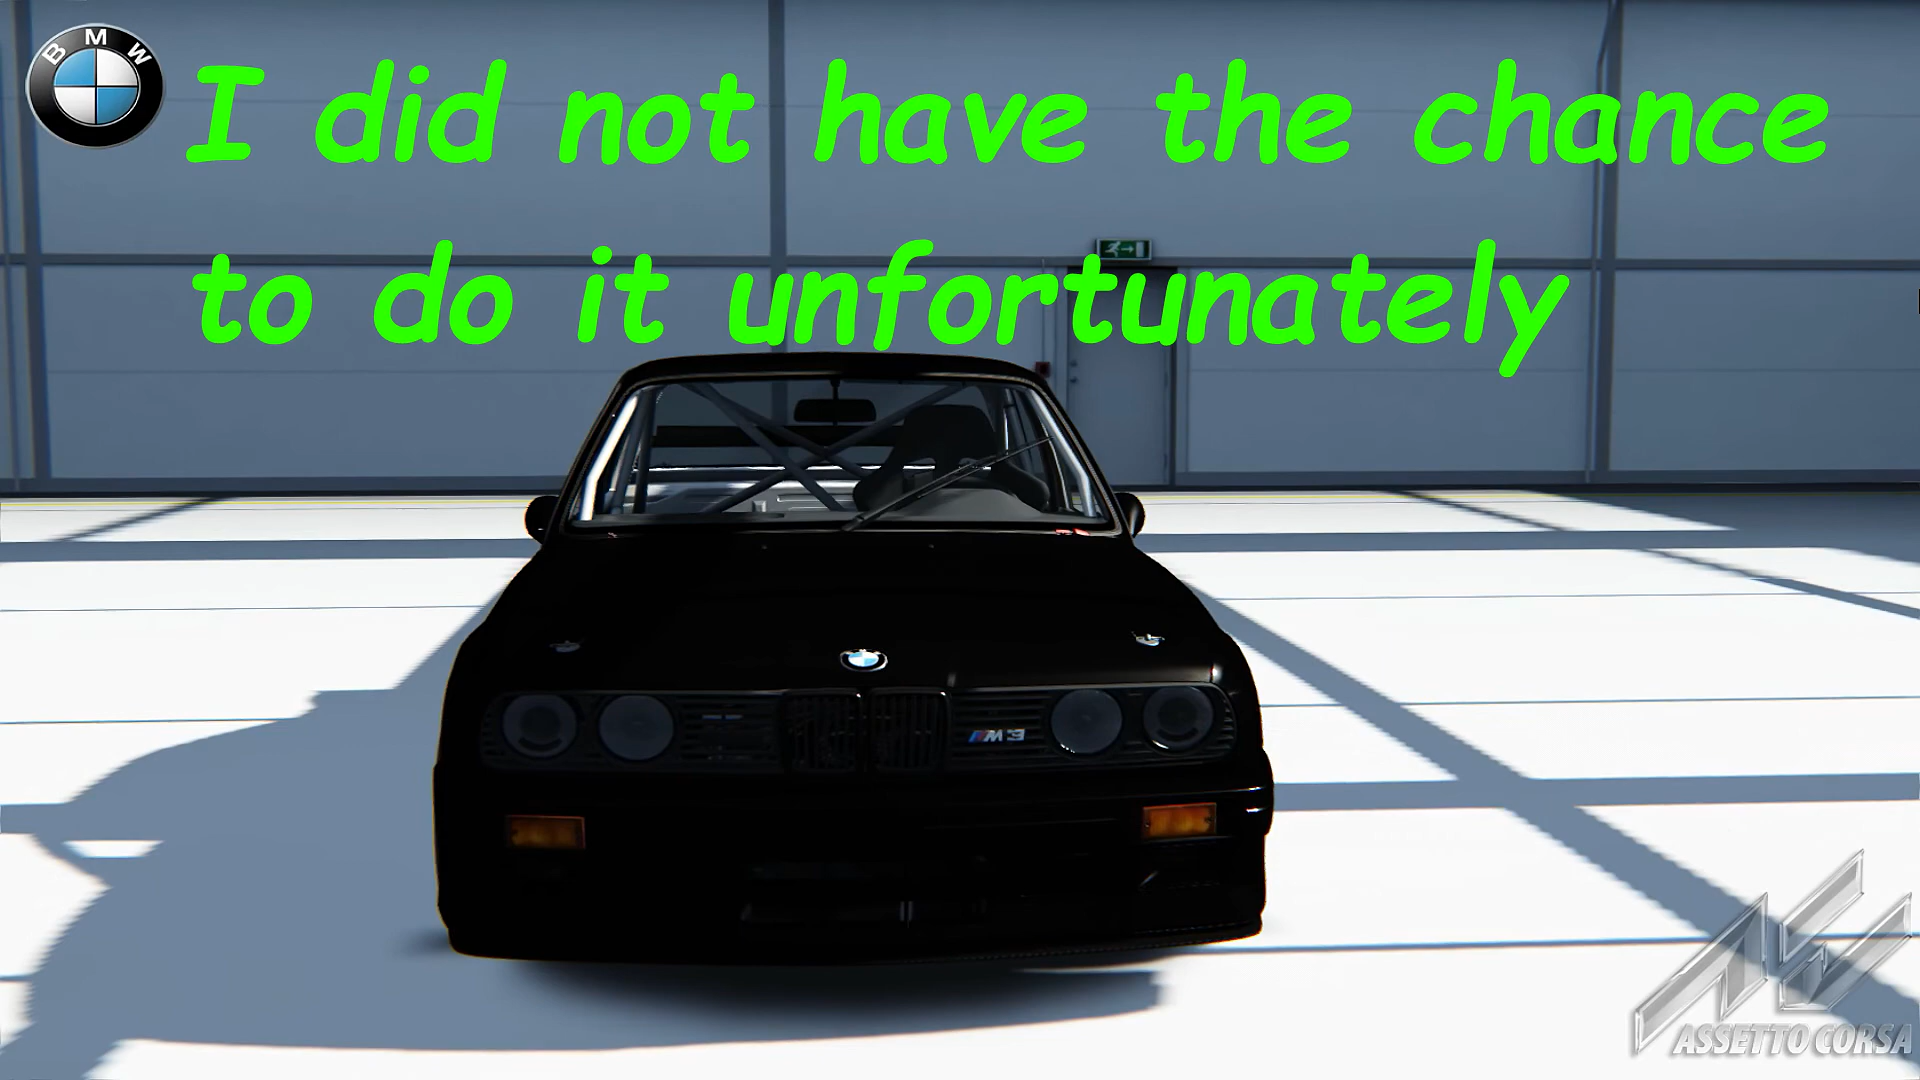 BMW
I did not have the chance
to do it unfortunately
M3
ASSETTO CORSA